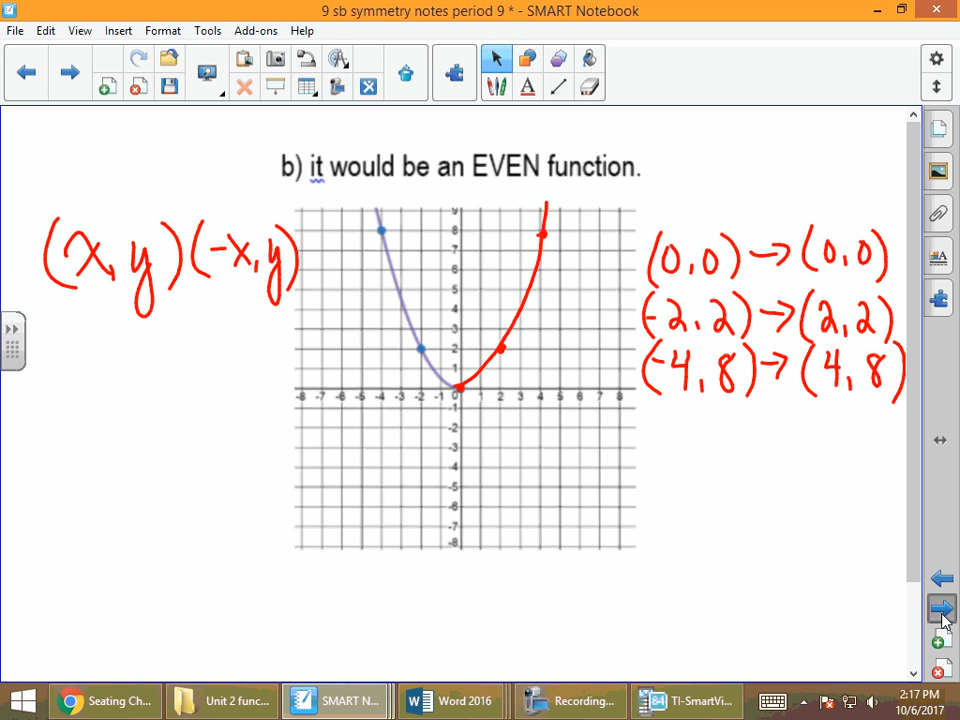 9 sb symmetry notes period 9 * - SMART Notebook
File Edit View Insert Format Tools Add-ons Help
b) it would be an EVEN function.
(x, y) (-x, y)
(0, 0) → (0, 0)
(-2, 2) → (2, 2)
(-4, 8) → (4, 8)
9
8
7
6
5
4
3
2
1
-8 -7 -6 -5 -4 -3 -2 -1 0 1 2 3 4 5 6 7 8
-1
-2
-3
-4
-5
-6
-7
-8
Seating Ch... Unit 2 func... SMART N... Word 2016 Recording... TI-SmartVi...
2:17 PM
10/6/2017